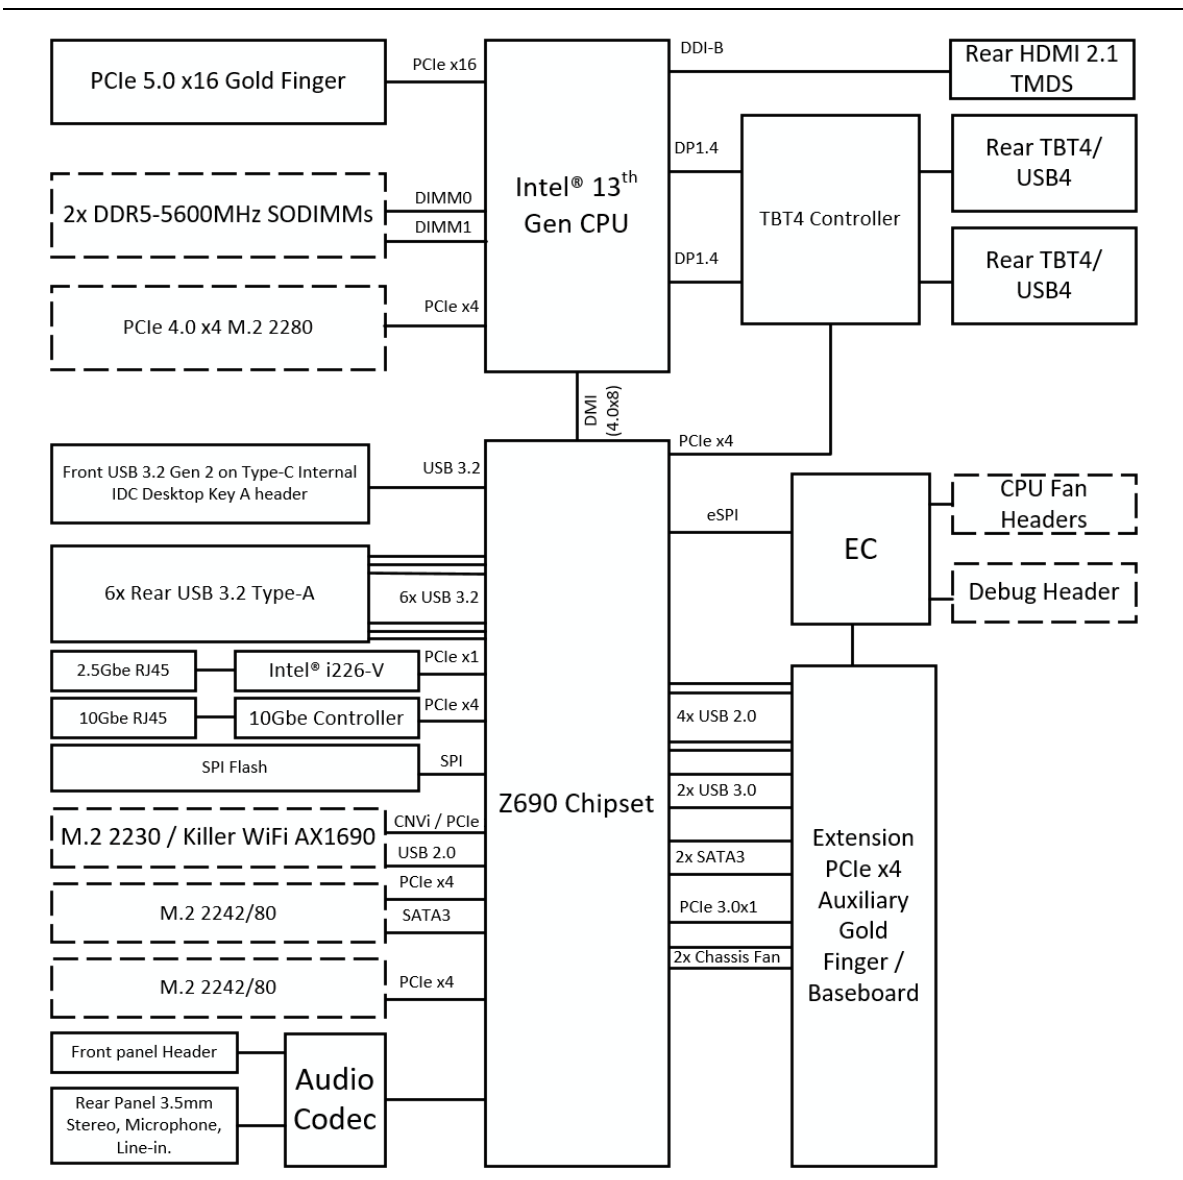 PCIe 5.0 x16 Gold Finger
PCIe x16
DDI-B
Rear HDMI 2.1
TMDS
2x DDR5-5600MHz SODIMMs
DIMM0
DIMM1
Intel® 13th
Gen CPU
DP1.4
DP1.4
TBT4 Controller
Rear TBT4/
USB4
Rear TBT4/
USB4
PCIe 4.0 x4 M.2 2280
PCIe x4
DMI
(4.0x8)
PCIe x4
Front USB 3.2 Gen 2 on Type-C Internal
IDC Desktop Key A header
USB 3.2
eSPI
EC
CPU Fan
Headers
Debug Header
6x Rear USB 3.2 Type-A
6x USB 3.2
2.5Gbe RJ45
Intel® i226-V
PCIe x1
10Gbe RJ45
10Gbe Controller
PCIe x4
SPI Flash
SPI
Z690 Chipset
4x USB 2.0
2x USB 3.0
2x SATA3
PCIe 3.0x1
2x Chassis Fan
Extension
PCIe x4
Auxiliary
Gold
Finger /
Baseboard
M.2 2230 / Killer WiFi AX1690
CNVi / PCIe
USB 2.0
M.2 2242/80
PCIe x4
SATA3
M.2 2242/80
PCIe x4
Front panel Header
Rear Panel 3.5mm
Stereo, Microphone,
Line-in.
Audio
Codec